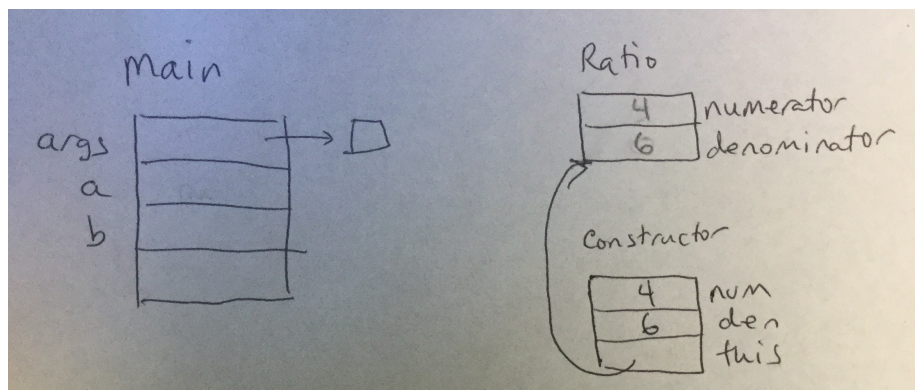 Main
args
a
b
Ratio
4 numerator
6 denominator
Constructor
4 num
6 den
this